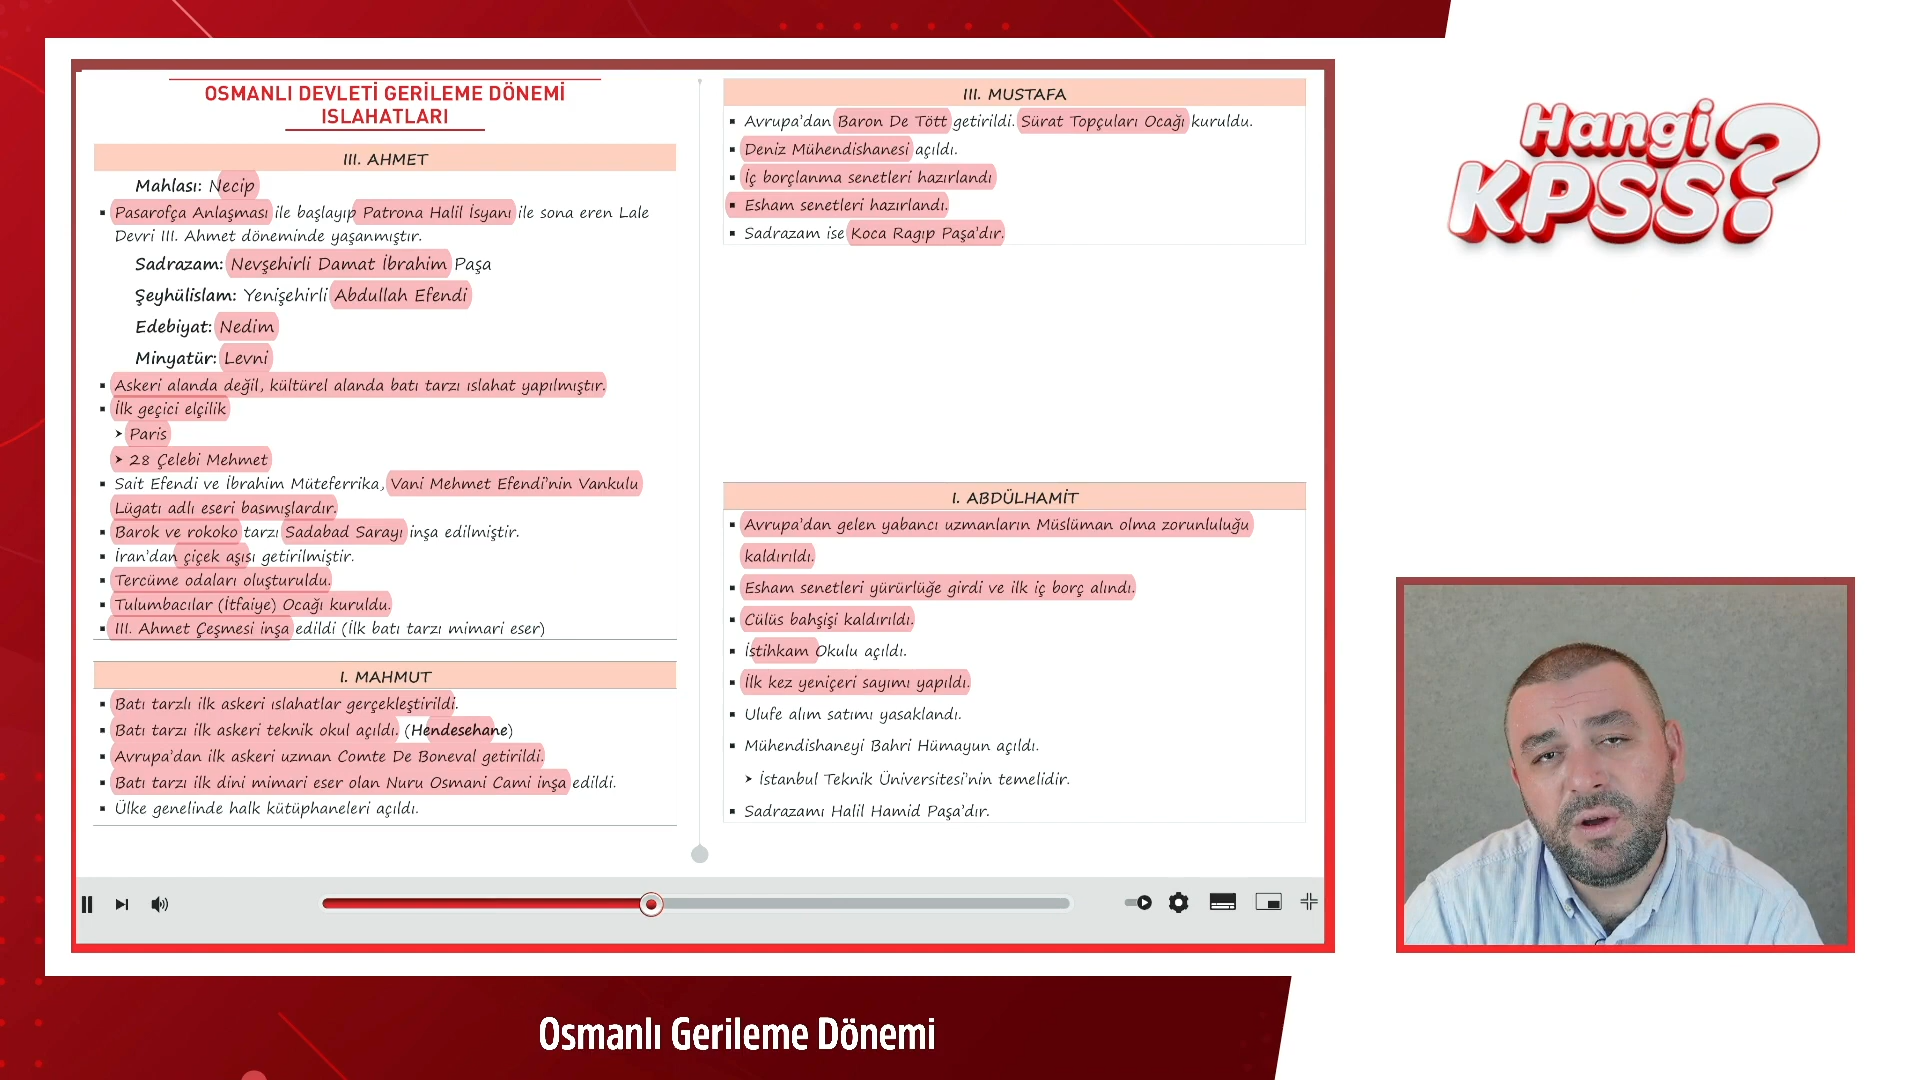 OSMANLI DEVLETİ GERİLEME DÖNEMİ
ISLAHATLARI
III. AHMET
Mahlası: Necip
▪ Pasarofça Anlaşması ile başlayıp Patrona Halil İsyanı ile sona eren Lale
Devri III. Ahmet döneminde yaşanmıştır.
Sadrazam: Nevşehirli Damat İbrahim Paşa
Şeyhülislam: Yenişehirli Abdullah Efendi
Edebiyat: Nedim
Minyatür: Levni
▪ Askeri alanda değil, kültürel alanda batı tarzı ıslahat yapılmıştır.
▪ İlk geçici elçilik
➤ Paris
➤ 28 Çelebi Mehmet
▪ Sait Efendi ve İbrahim Müteferrika, Vani Mehmet Efendi'nin Vankulu
Lügatı adlı eseri basmışlardır.
▪ Barok ve rokoko tarzı Sadabad Sarayı inşa edilmiştir.
▪ İran'dan çiçek aşısı getirilmiştir.
▪ Tercüme odaları oluşturuldu.
▪ Tulumbacılar (İtfaiye) Ocağı kuruldu.
▪ III. Ahmet Çeşmesi inşa edildi (İlk batı tarzı mimari eser)
I. MAHMUT
▪ Batı tarzlı ilk askeri ıslahatlar gerçekleştirildi.
▪ Batı tarzı ilk askeri teknik okul açıldı. (Hendesehane)
▪ Avrupa'dan ilk askeri uzman Comte De Boneval getirildi.
▪ Batı tarzı ilk dini mimari eser olan Nuru Osmani Cami inşa edildi.
▪ Ülke genelinde halk kütüphaneleri açıldı.
III. MUSTAFA
▪ Avrupa'dan Baron De Tött getirildi. Sürat Topçuları Ocağı kuruldu.
▪ Deniz Mühendishanesi açıldı.
▪ İç borçlanma senetleri hazırlandı
▪ Esham senetleri hazırlandı.
▪ Sadrazam ise Koca Ragıp Paşa'dır.
I. ABDÜLHAMİT
▪ Avrupa'dan gelen yabancı uzmanların Müslüman olma zorunluluğu
kaldırıldı.
▪ Esham senetleri yürürlüğe girdi ve ilk iç borç alındı.
▪ Cülüs bahşişi kaldırıldı.
▪ İstihkam Okulu açıldı.
▪ İlk kez yeniçeri sayımı yapıldı.
▪ Ulufe alım satımı yasaklandı.
▪ Mühendishaneyi Bahri Hümayun açıldı.
➤ İstanbul Teknik Üniversitesi'nin temelidir.
▪ Sadrazamı Halil Hamid Paşa'dır.
Hangi
KPSS?
Osmanlı Gerileme Dönemi